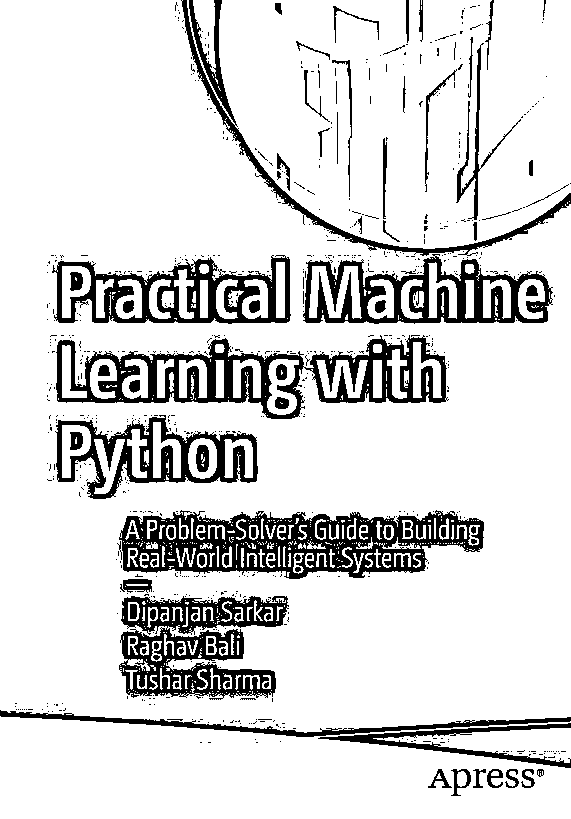 Practical Machine
Learning with
Python
A Problem-Solver's Guide to Building
Real-World Intelligent Systems
—
Dipanjan Sarkar
Raghav Bali
Tushar Sharma
Apress®